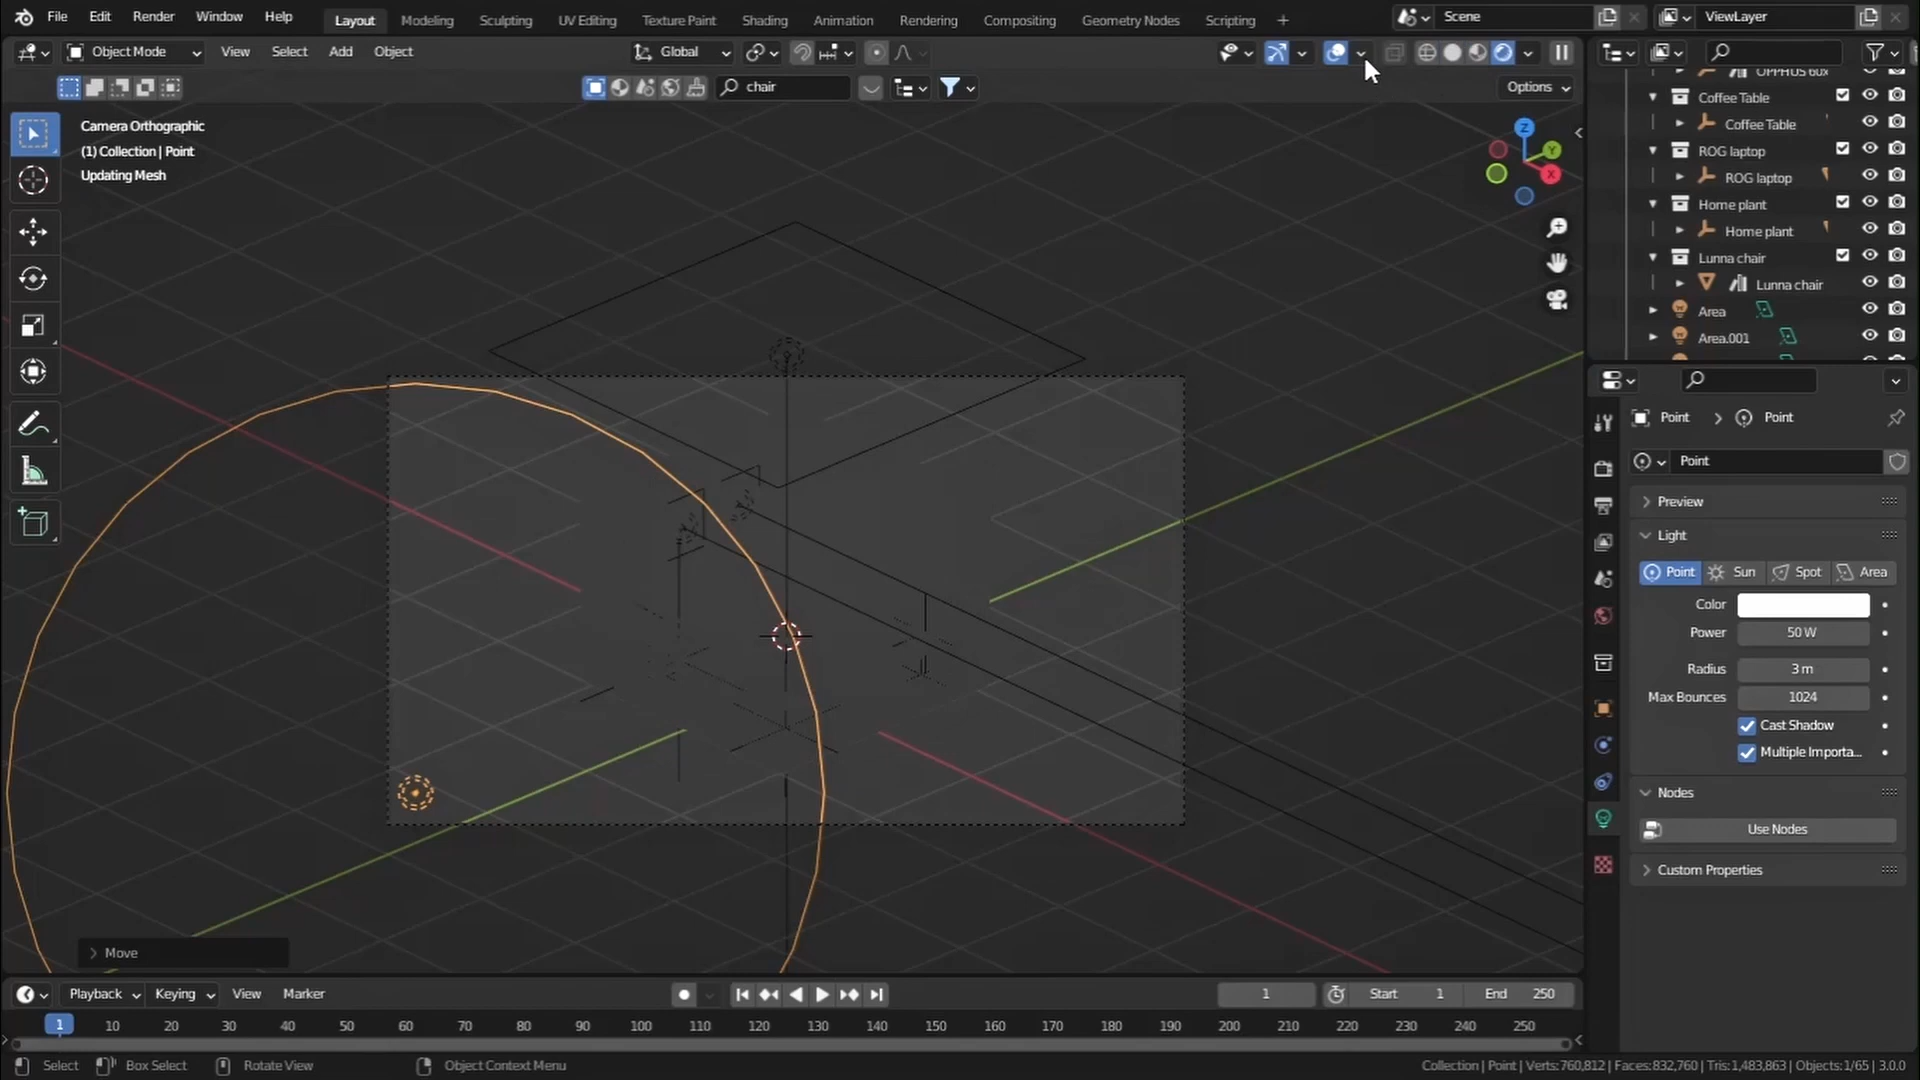 File Edit Render Window Help Layout Modeling Sculpting UV Editing Texture Paint Shading Animation Rendering Compositing Geometry Nodes Scripting + Scene ViewLayer
Object Mode View Select Add Object Global
chair Options
Camera Orthographic
(1) Collection | Point
Updating Mesh
Z
Y
X
OPPHUS 60x
Coffee Table
Coffee Table
ROG laptop
ROG laptop
Home plant
Home plant
Lunna chair
Lunna chair
Area
Area.001
Point > Point
Point
Preview
Light
Point Sun Spot Area
Color
Power 50 W
Radius 3 m
Max Bounces 1024
Cast Shadow
Multiple Importa...
Nodes
Use Nodes
Custom Properties
Move
Playback Keying View Marker 1 Start 1 End 250
1 10 20 30 40 50 60 70 80 90 100 110 120 130 140 150 160 170 180 190 200 210 220 230 240 250
Select Box Select Rotate View Object Context Menu Collection | Point | Verts:760,812 | Faces:832,760 | Tris:1,483,863 | Objects:1/65 | 3.0.0